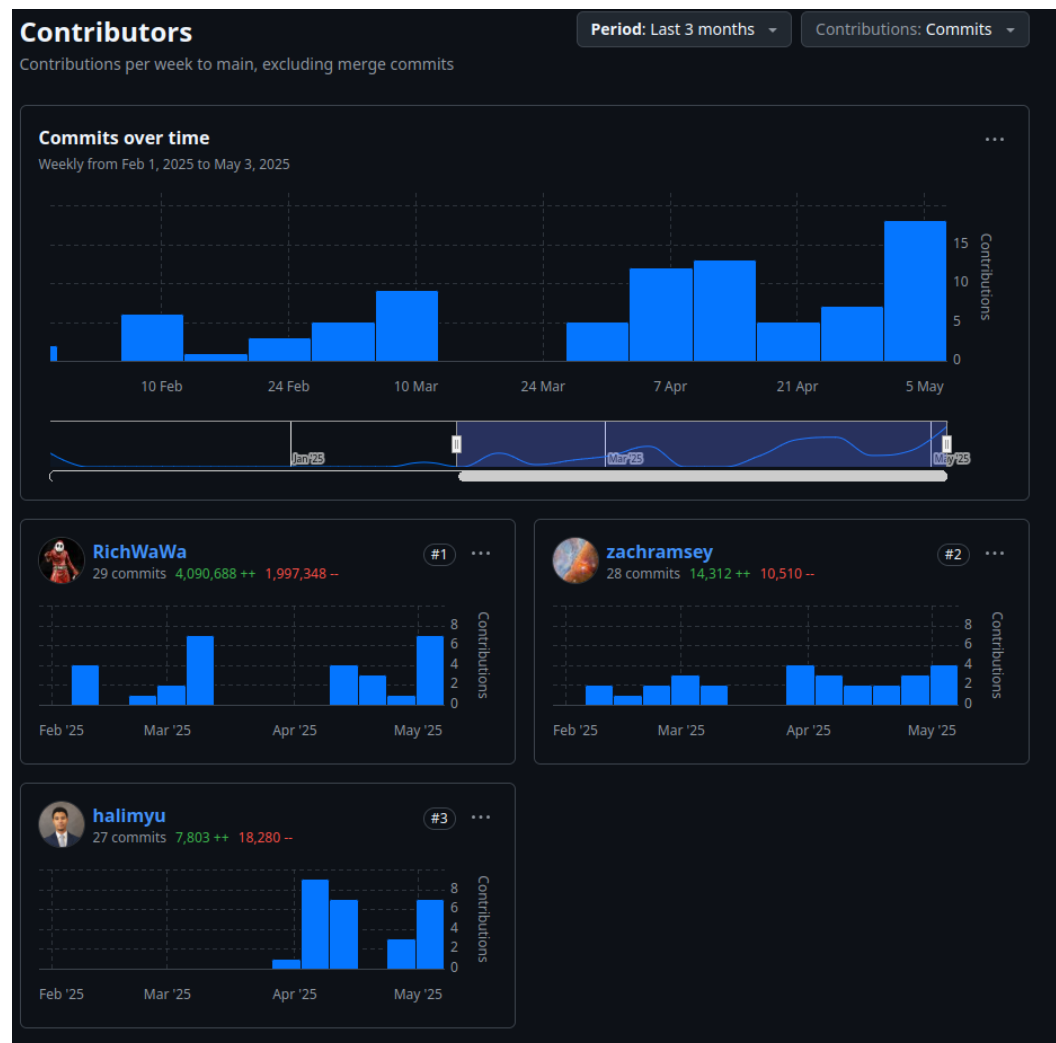 Contributors
Period: Last 3 months
Contributions: Commits
Contributions per week to main, excluding merge commits
Commits over time
Weekly from Feb 1, 2025 to May 3, 2025
15
10
5
0
Contributions
10 Feb
24 Feb
10 Mar
24 Mar
7 Apr
21 Apr
5 May
Jan '25
Mar '25
May '25
RichWaWa
#1
29 commits 4,090,688 ++ 1,997,348 --
8
6
4
2
0
Contributions
Feb '25
Mar '25
Apr '25
May '25
zachramsey
#2
28 commits 14,312 ++ 10,510 --
8
6
4
2
0
Contributions
Feb '25
Mar '25
Apr '25
May '25
halimyu
#3
27 commits 7,803 ++ 18,280 --
8
6
4
2
0
Contributions
Feb '25
Mar '25
Apr '25
May '25